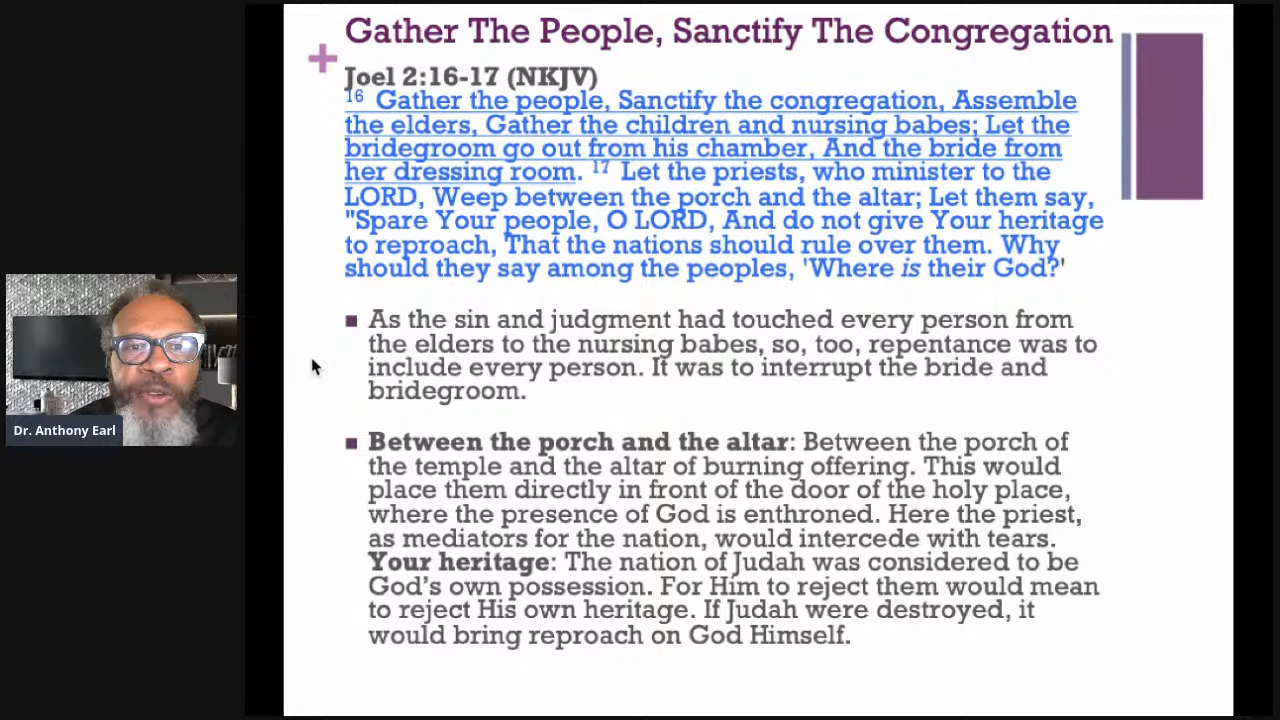 Gather The People, Sanctify The Congregation
+
Joel 2:16-17 (NKJV)
16 Gather the people, Sanctify the congregation, Assemble
the elders, Gather the children and nursing babes; Let the
bridegroom go out from his chamber, And the bride from
her dressing room. 17 Let the priests, who minister to the
LORD, Weep between the porch and the altar; Let them say,
"Spare Your people, O LORD, And do not give Your heritage
to reproach, That the nations should rule over them. Why
should they say among the peoples, 'Where is their God?'
■ As the sin and judgment had touched every person from
the elders to the nursing babes, so, too, repentance was to
include every person. It was to interrupt the bride and
bridegroom.
■ Between the porch and the altar: Between the porch of
the temple and the altar of burning offering. This would
place them directly in front of the door of the holy place,
where the presence of God is enthroned. Here the priest,
as mediators for the nation, would intercede with tears.
Your heritage: The nation of Judah was considered to be
God's own possession. For Him to reject them would mean
to reject His own heritage. If Judah were destroyed, it
would bring reproach on God Himself.
Dr. Anthony Earl